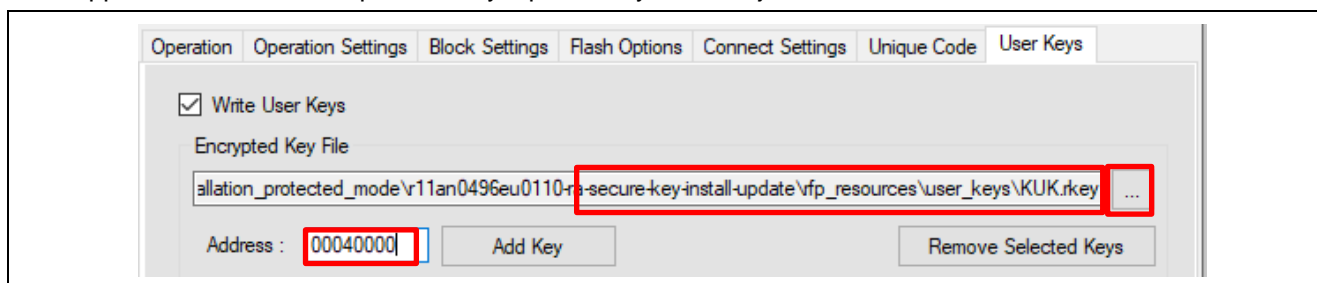 Operation Operation Settings Block Settings Flash Options Connect Settings Unique Code User Keys
Write User Keys
Encrypted Key File
allation_protected_mode\r11an0496eu0110-ra-secure-key-install-update\rfp_resources\user_keys\KUK.rkey ...
Address : 00040000 Add Key Remove Selected Keys